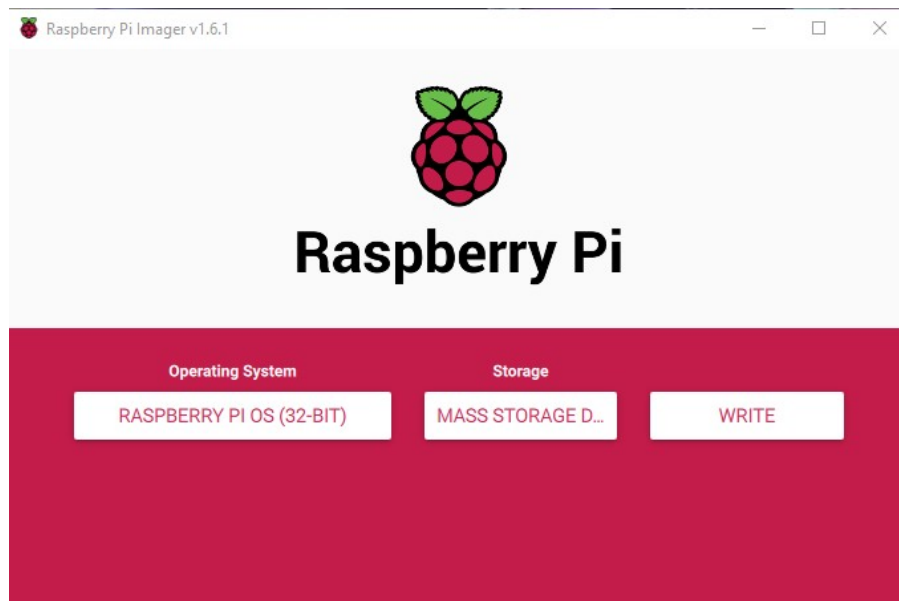 Raspberry Pi Imager v1.6.1
Raspberry Pi
Operating System
Storage
RASPBERRY PI OS (32-BIT)
MASS STORAGE D...
WRITE